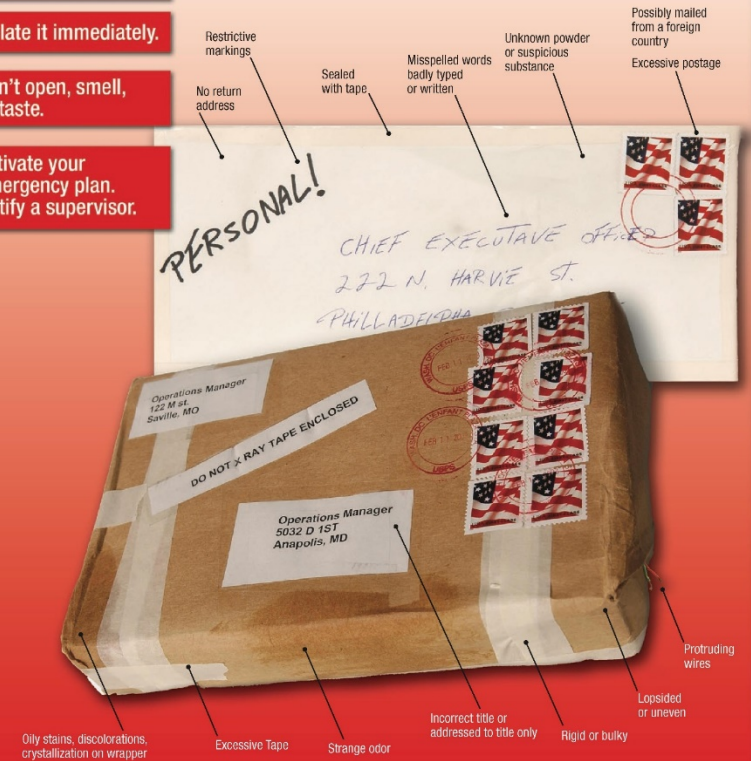 late it immediately.
n't open, smell,
taste.
tivate your
ergency plan.
tify a supervisor.
No return
address
Restrictive
markings
Sealed
with tape
Misspelled words
badly typed
or written
Unknown powder
or suspicious
substance
Possibly mailed
from a foreign
country
Excessive postage
PERSONAL!
CHIEF EXECUTAVE OFFICER
222 N. HARVIE ST.
PHILLADELPHA
Operations Manager
122 M st.
Saville, MO
DO NOT X RAY TAPE ENCLOSED
Operations Manager
5032 D 1ST
Anapolis, MD
Oily stains, discolorations,
crystallization on wrapper
Excessive Tape
Strange odor
Incorrect title or
addressed to title only
Rigid or bulky
Lopsided
or uneven
Protruding
wires